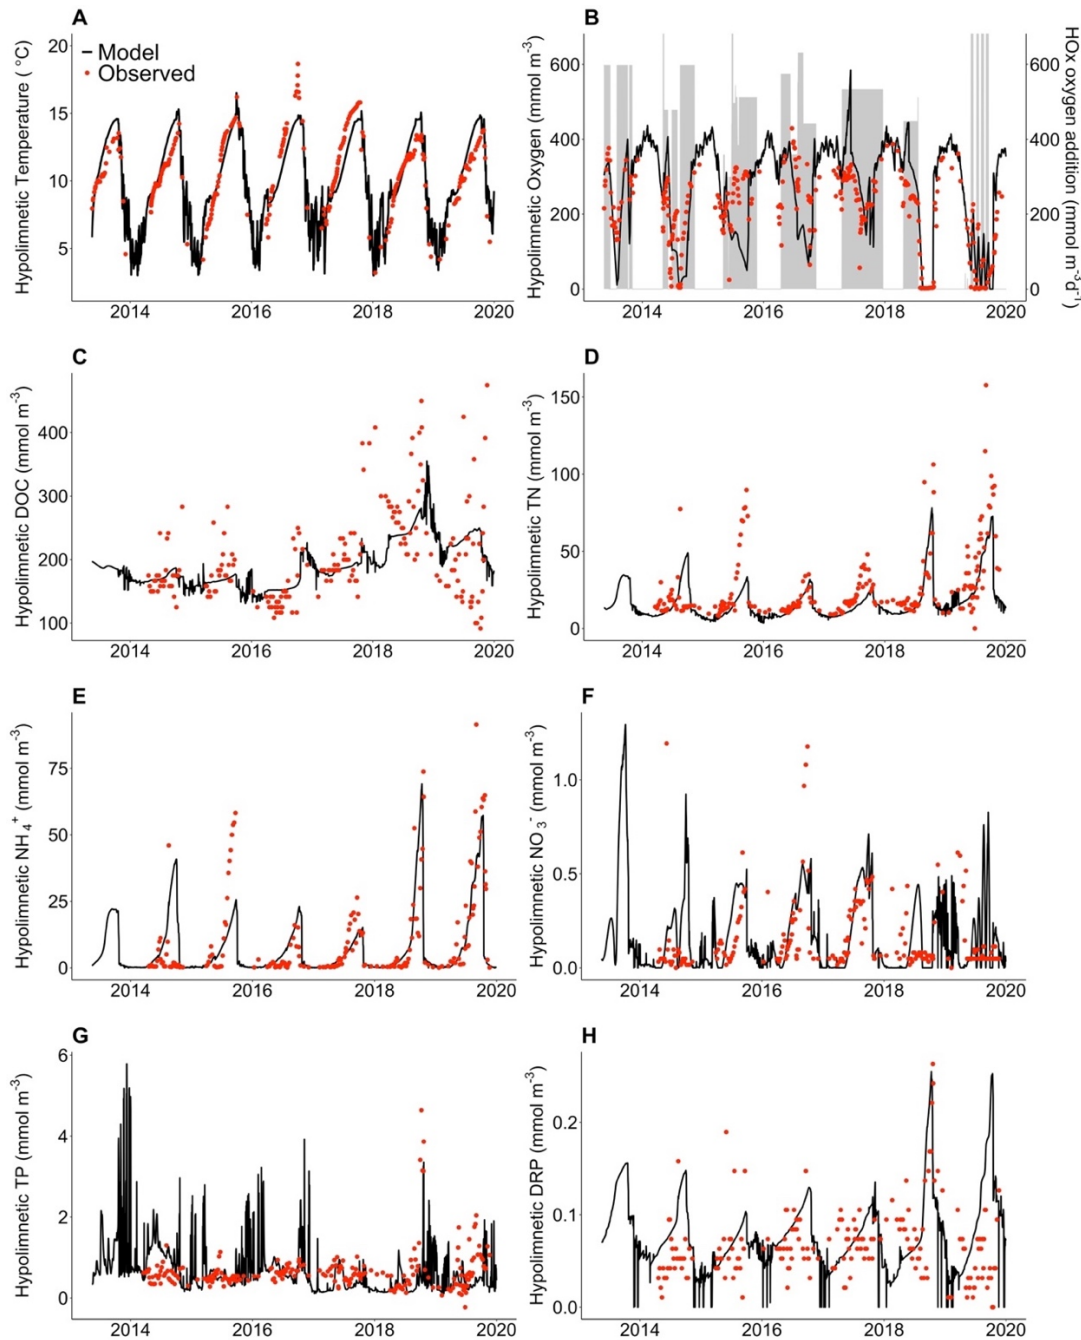 A
Hypolimnetic Temperature ( °C)
20
15
10
5
Model
Observed
2014 2016 2018 2020
B
Hypolimnetic Oxygen (mmol m⁻³)
600
400
200
0
HOx oxygen addition (mmol m⁻³d⁻¹)
600
400
200
0
2014 2016 2018 2020
C
Hypolimnetic DOC (mmol m⁻³)
400
300
200
100
2014 2016 2018 2020
D
Hypolimnetic TN (mmol m⁻³)
150
100
50
0
2014 2016 2018 2020
E
Hypolimnetic NH₄⁺ (mmol m⁻³)
75
50
25
0
2014 2016 2018 2020
F
Hypolimnetic NO₃⁻ (mmol m⁻³)
1.0
0.5
0.0
2014 2016 2018 2020
G
Hypolimnetic TP (mmol m⁻³)
6
4
2
0
2014 2016 2018 2020
H
Hypolimnetic DRP (mmol m⁻³)
0.2
0.1
0.0
2014 2016 2018 2020